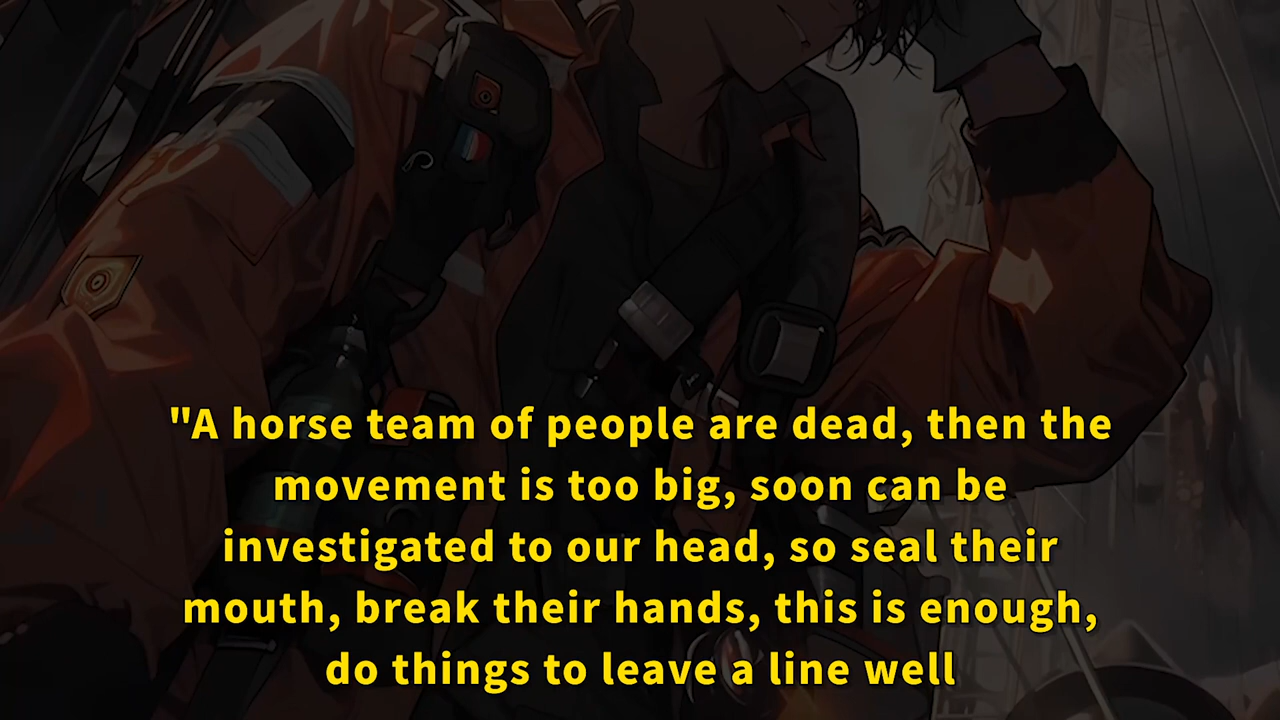 "A horse team of people are dead, then the
movement is too big, soon can be
investigated to our head, so seal their
mouth, break their hands, this is enough,
do things to leave a line well